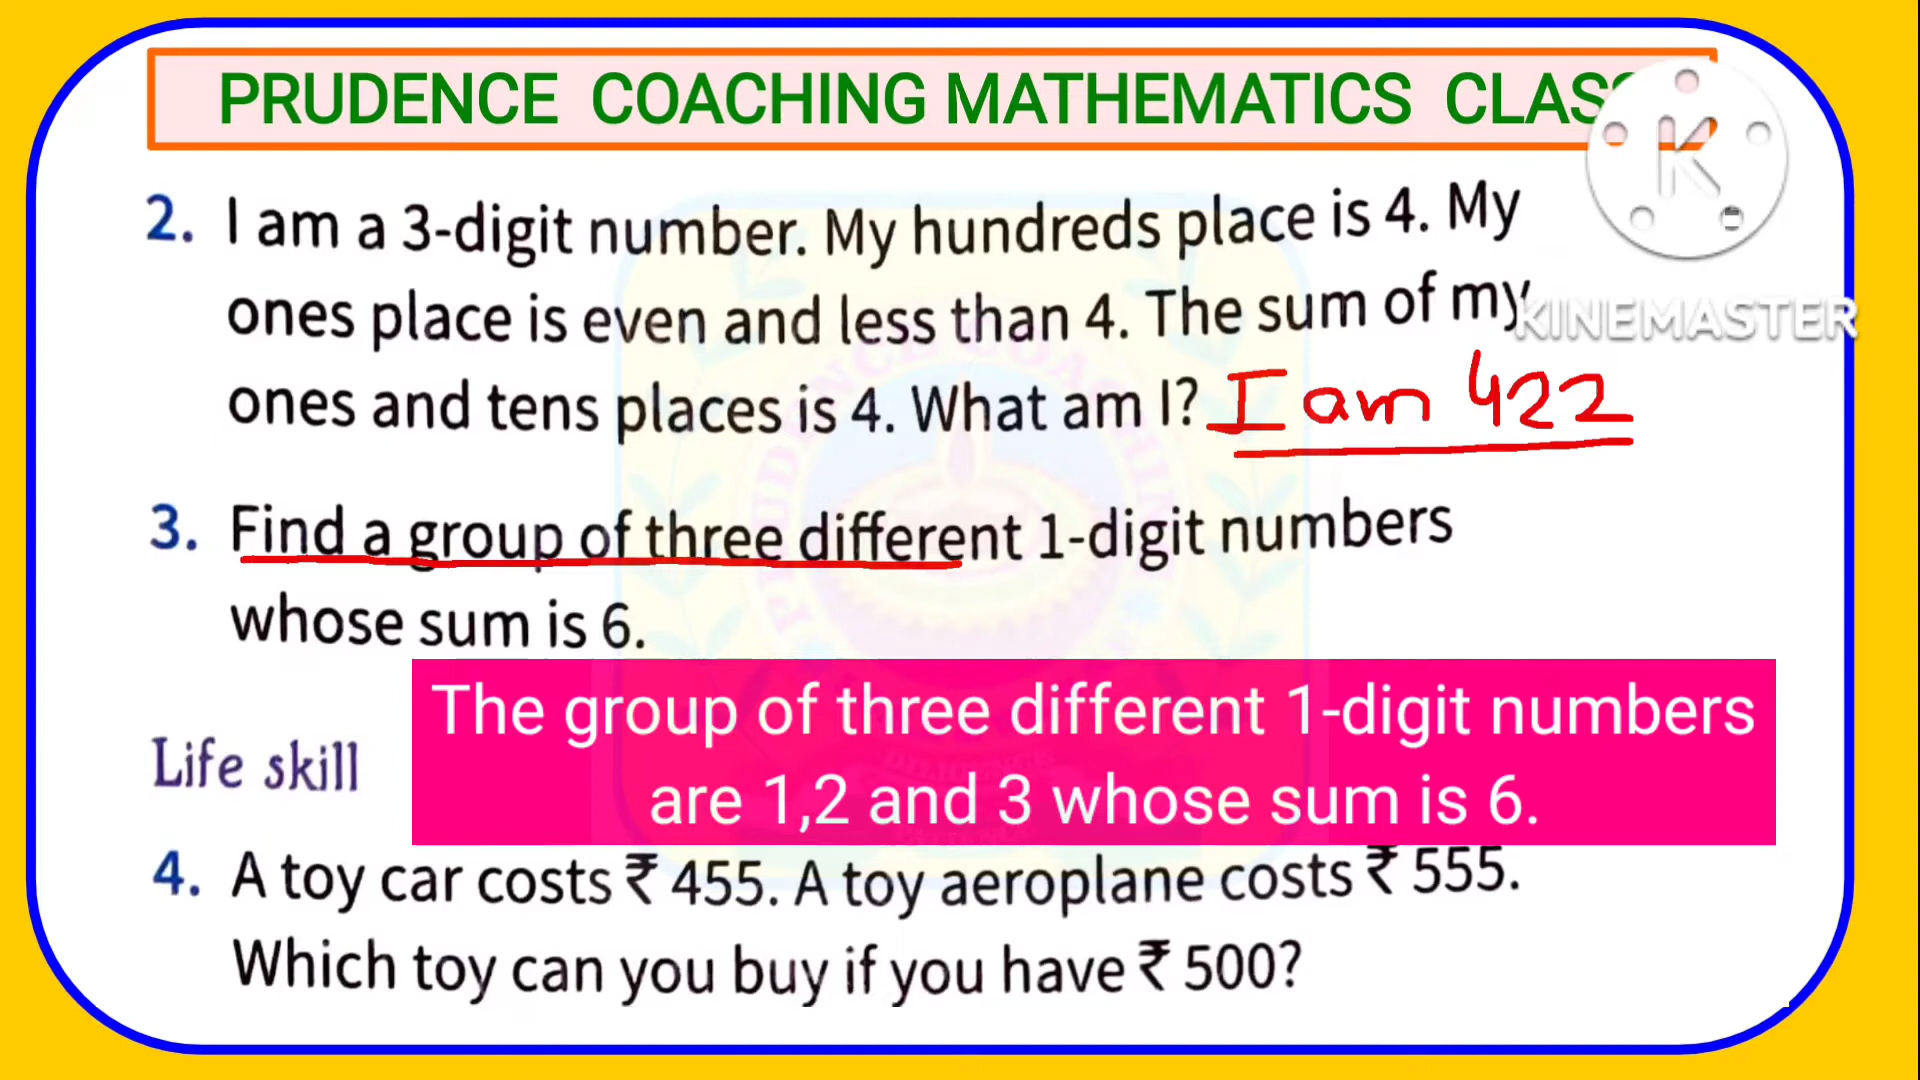 PRUDENCE COACHING MATHEMATICS CLASS
K
KINEMASTER
2. I am a 3-digit number. My hundreds place is 4. My
ones place is even and less than 4. The sum of my
ones and tens places is 4. What am I? I am 422
3. Find a group of three different 1-digit numbers
whose sum is 6.
The group of three different 1-digit numbers
are 1,2 and 3 whose sum is 6.
Life skill
4. A toy car costs ₹ 455. A toy aeroplane costs ₹ 555.
Which toy can you buy if you have ₹ 500?